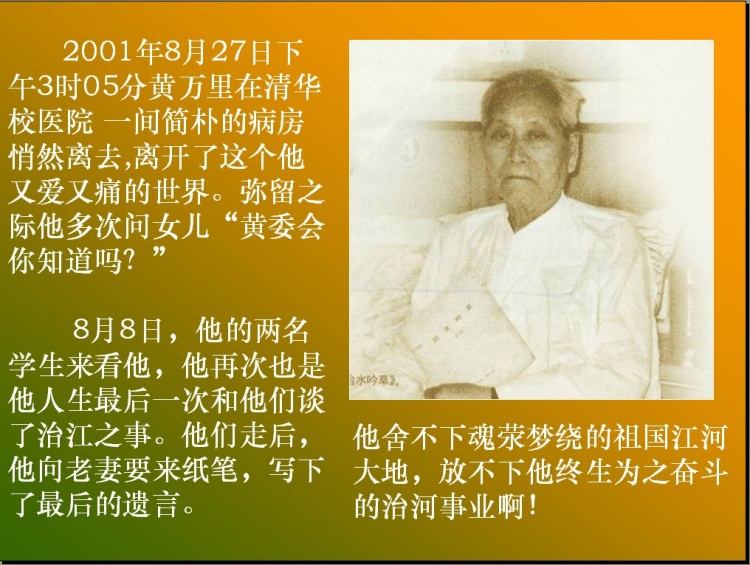 2001年8月27日下
午3时05分黄万里在清华
校医院 一间简朴的病房
悄然离去,离开了这个他
又爱又痛的世界。弥留之
际他多次问女儿“黄委会
你知道吗？”
8月8日，他的两名
学生来看他，他再次也是
他人生最后一次和他们谈
了治江之事。他们走后，
他向老妻要来纸笔，写下
了最后的遗言。
治水吟草》。
他舍不下魂荥梦绕的祖国江河
大地，放不下他终生为之奋斗
的治河事业啊！